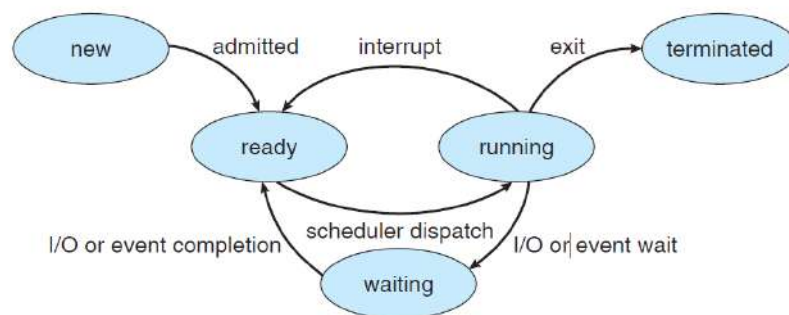 new
admitted
interrupt
exit
terminated
ready
running
I/O or event completion
scheduler dispatch
I/O or event wait
waiting